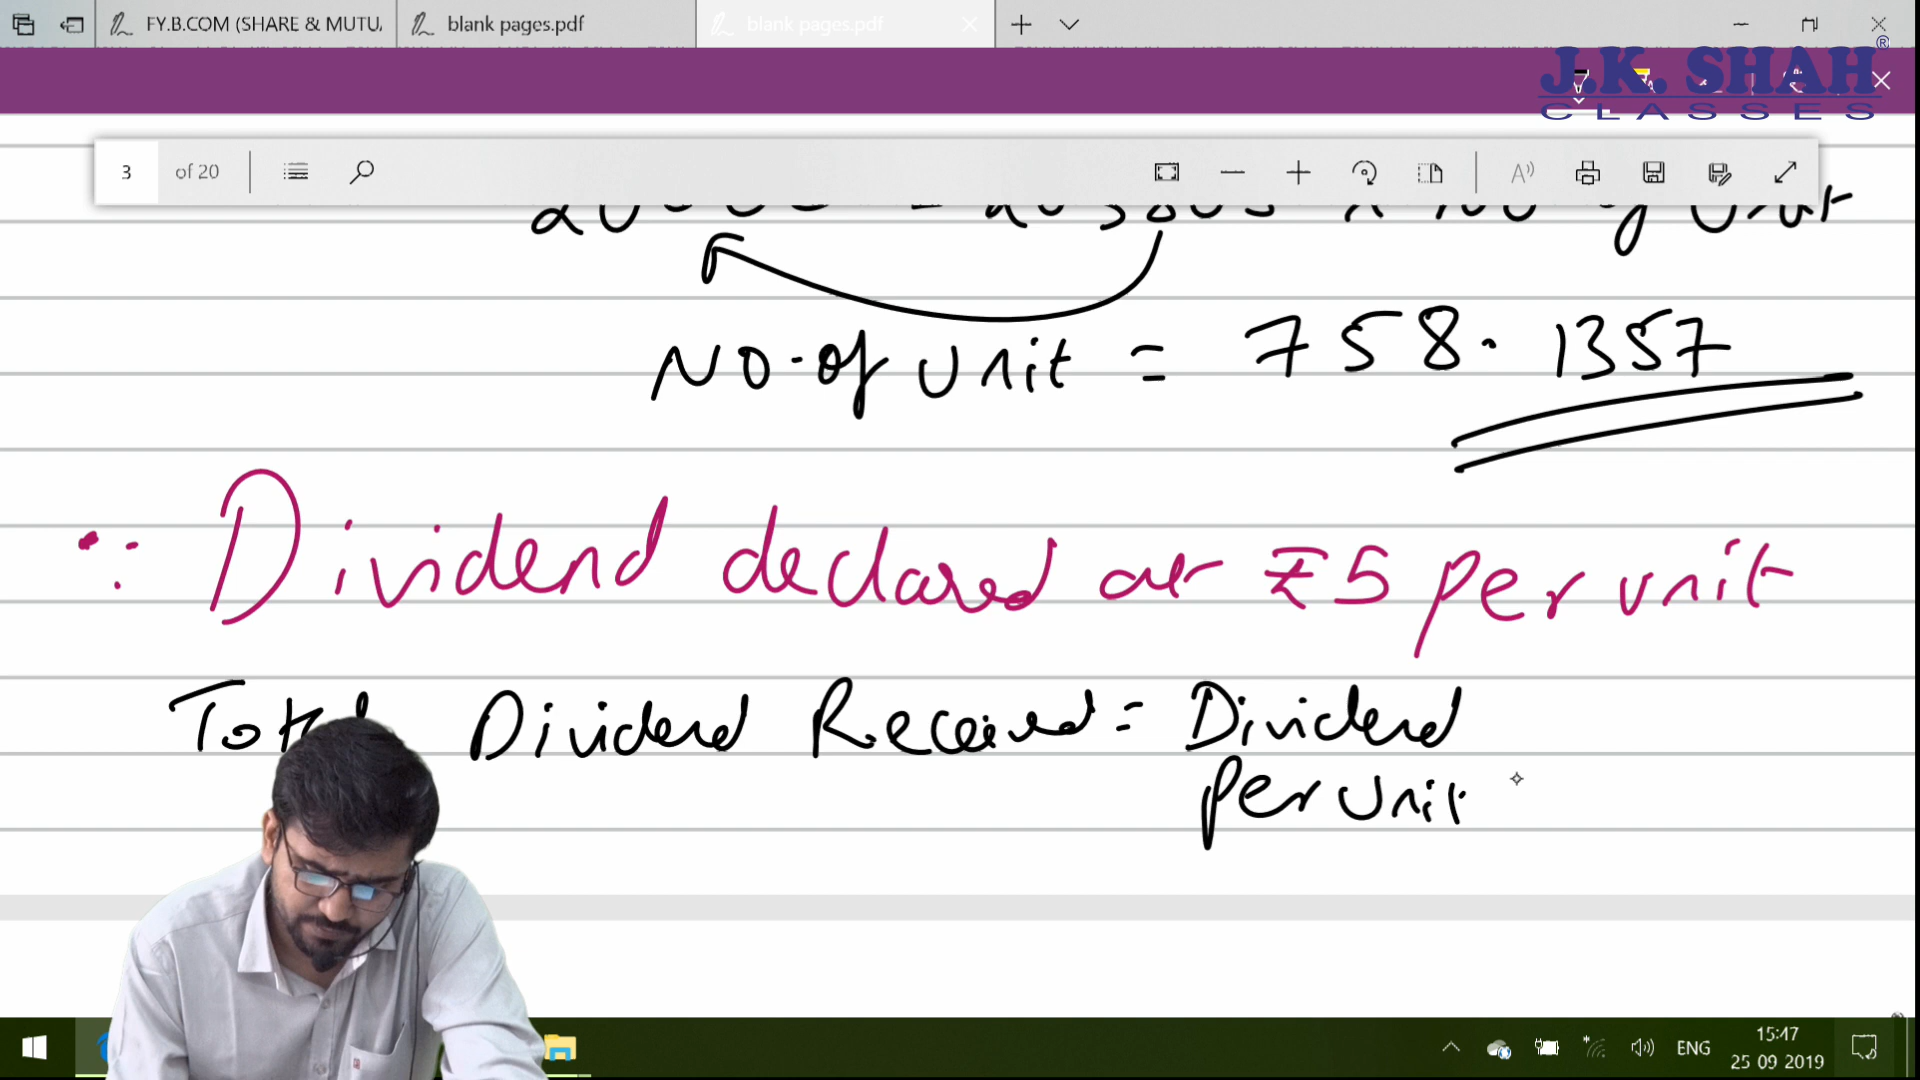 FY.B.COM (SHARE & MUTU
blank pages.pdf
blank pages.pdf
J.K. SHAH®
CLASSES
3 of 20
No. of Unit = 758.1357
∵ Dividend declared at ₹5 per unit
Total Dividend Received = Dividend
per Unit
ENG
15:47
25 09 2019